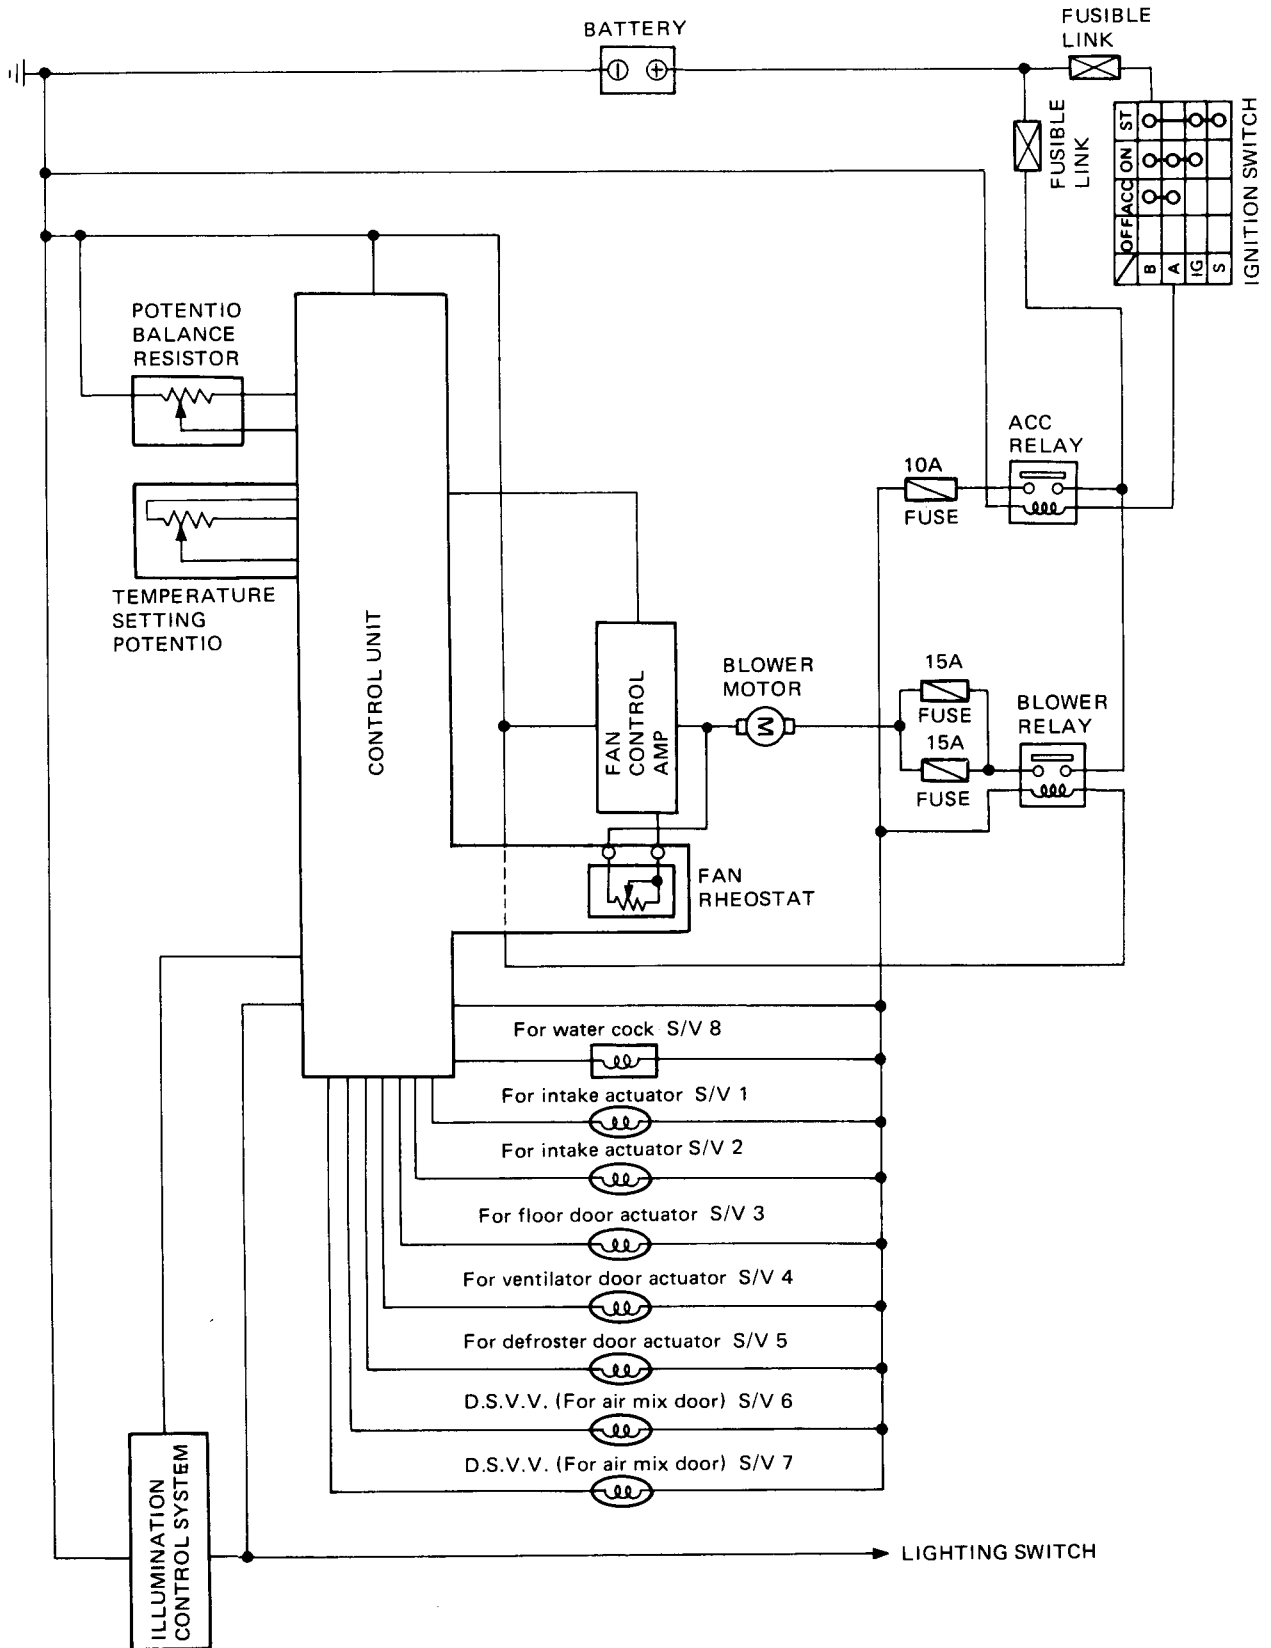 BATTERY
FUSIBLE
LINK
FUSIBLE
LINK
ST
ON
ACC
OFF
B
A
IG
S
IGNITION SWITCH
POTENTIO
BALANCE
RESISTOR
TEMPERATURE
SETTING
POTENTIO
CONTROL UNIT
ACC
RELAY
10A
FUSE
FAN
CONTROL
AMP
BLOWER
MOTOR
M
15A
FUSE
15A
FUSE
BLOWER
RELAY
FAN
RHEOSTAT
For water cock S/V 8
For intake actuator S/V 1
For intake actuator S/V 2
For floor door actuator S/V 3
For ventilator door actuator S/V 4
For defroster door actuator S/V 5
D.S.V.V. (For air mix door) S/V 6
D.S.V.V. (For air mix door) S/V 7
ILLUMINATION
CONTROL SYSTEM
LIGHTING SWITCH